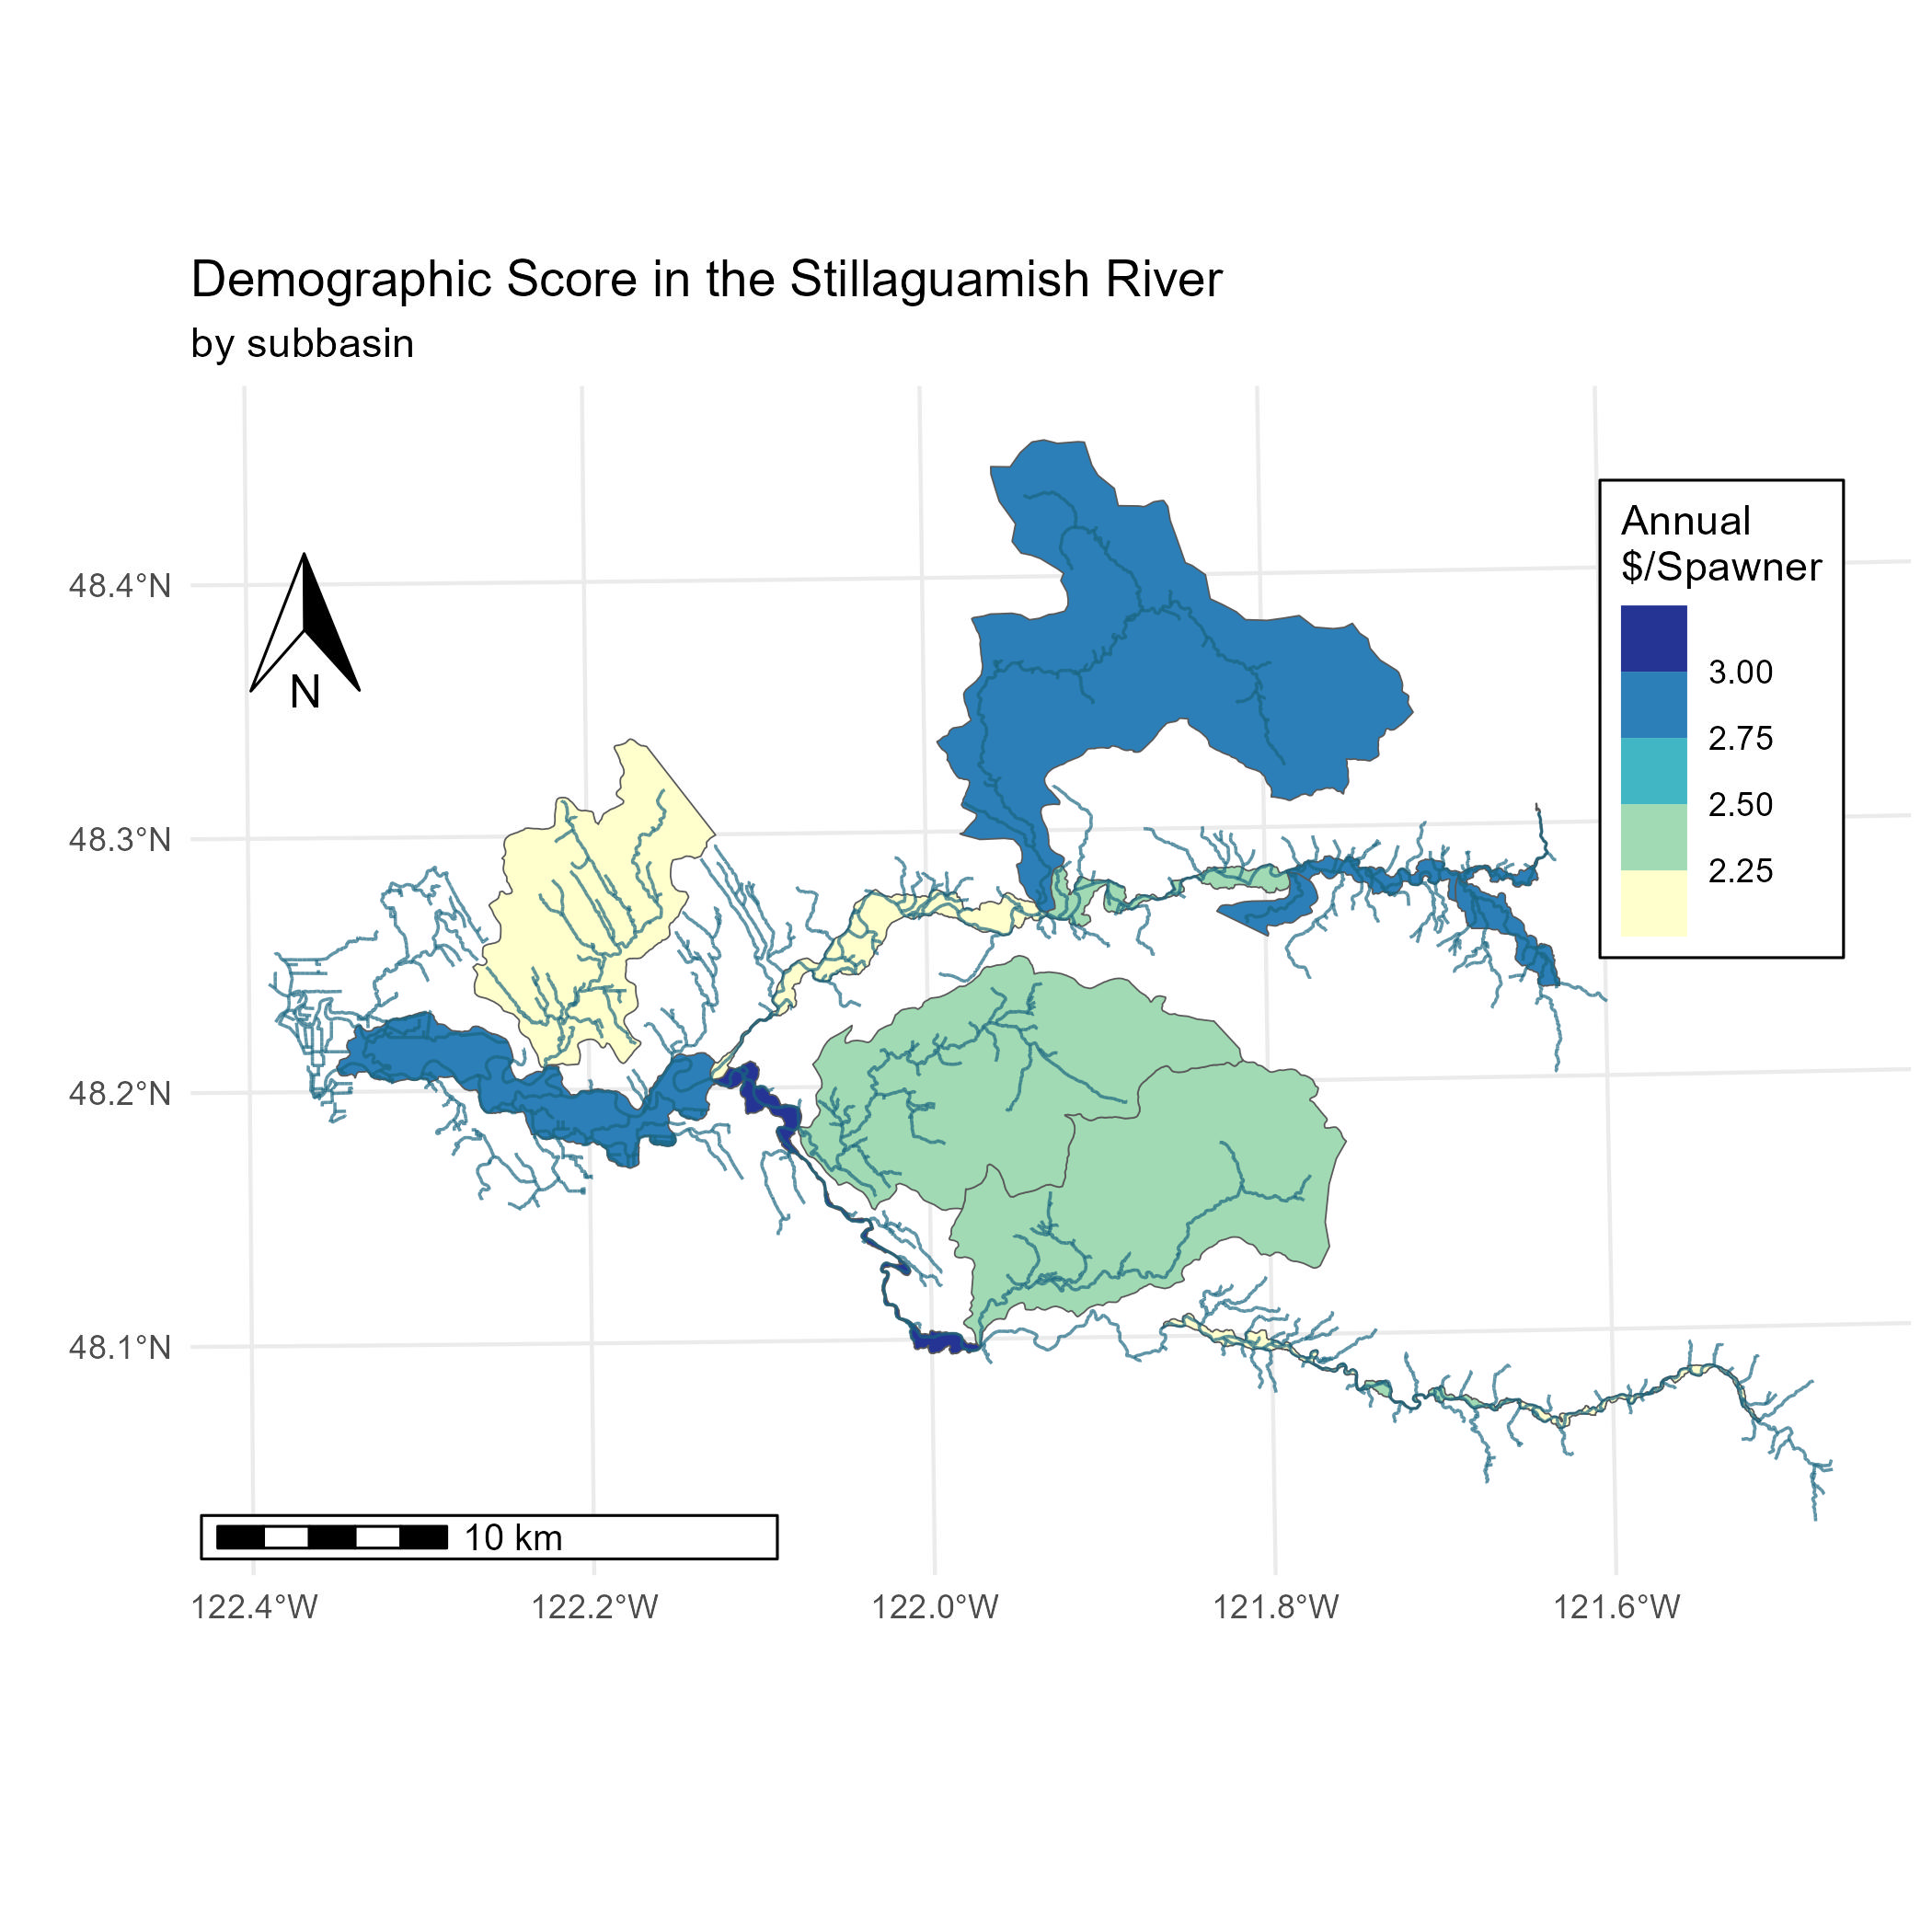 Demographic Score in the Stillaguamish River
by subbasin
Annual
$/Spawner
3.00
2.75
2.50
2.25
48.4°N
48.3°N
48.2°N
48.1°N
N
10 km
122.4°W
122.2°W
122.0°W
121.8°W
121.6°W